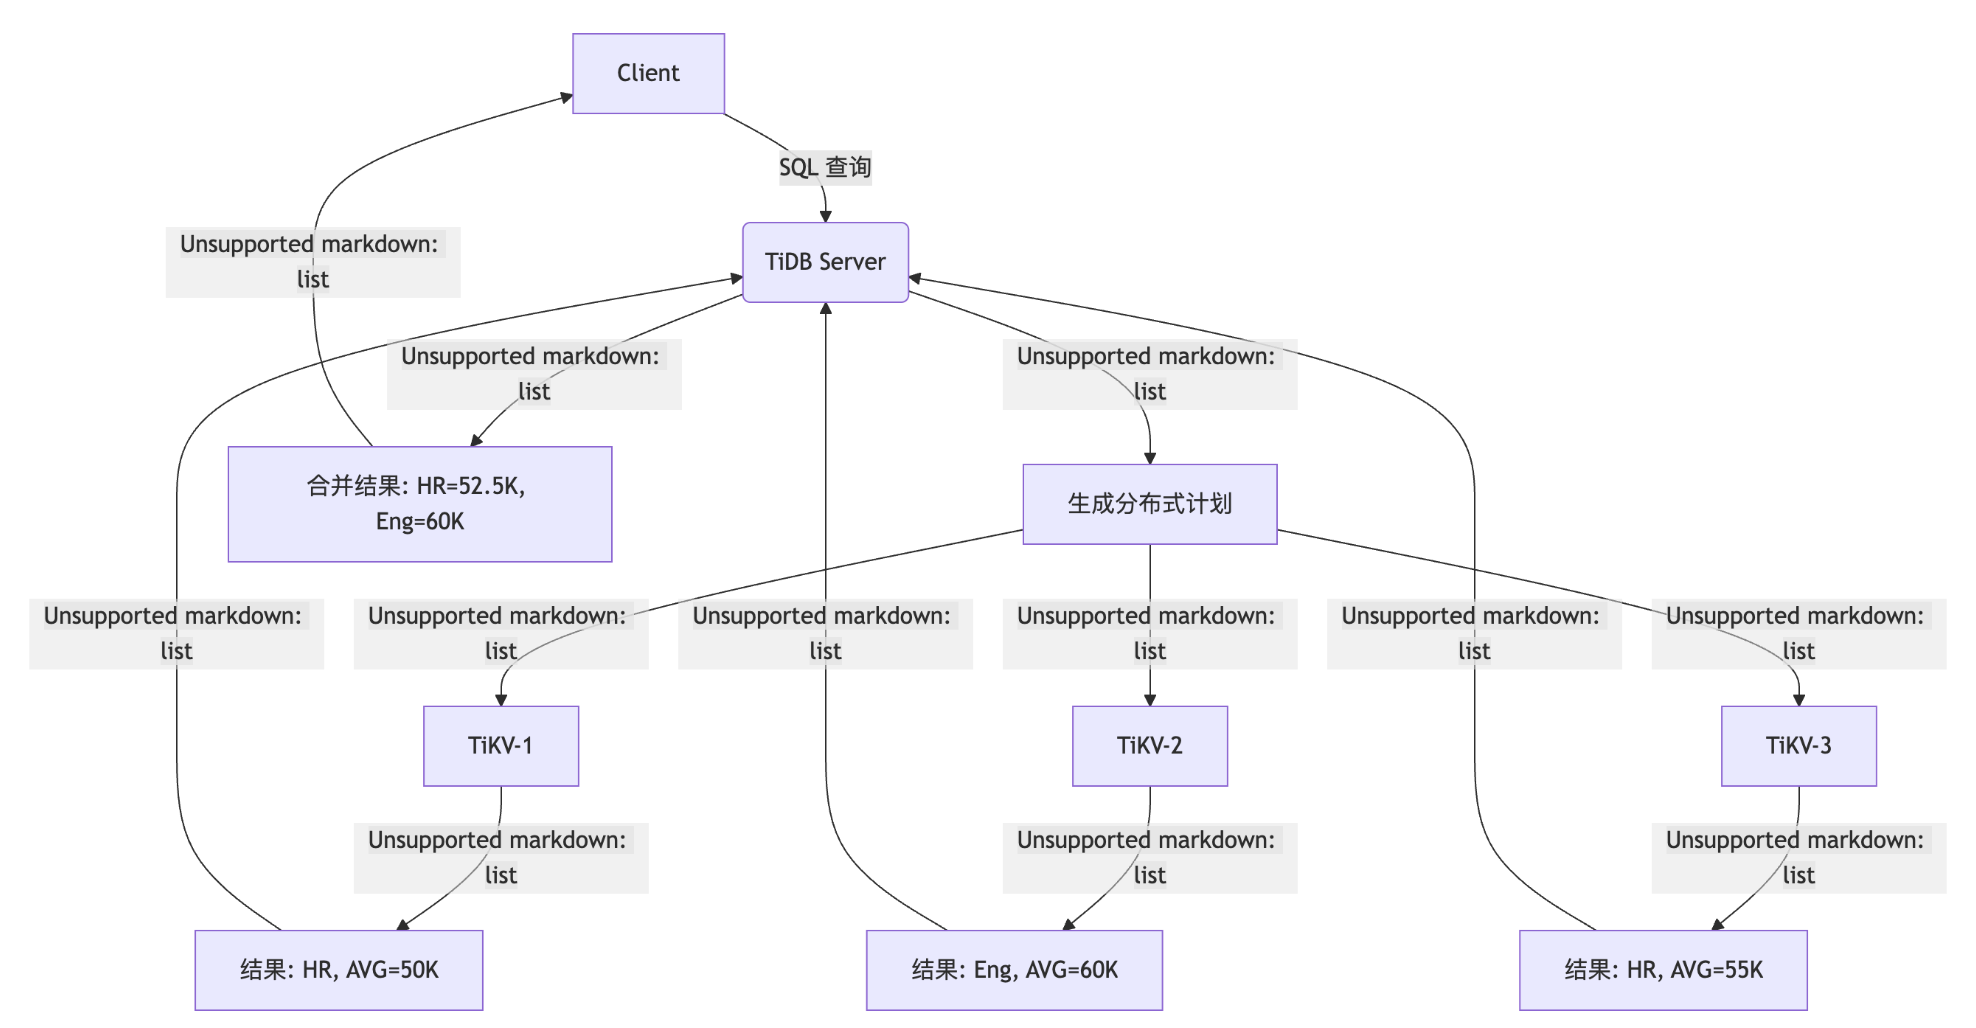 Client
SQL 查询
Unsupported markdown:
list
TiDB Server
Unsupported markdown:
list
Unsupported markdown:
list
合并结果: HR=52.5K,
Eng=60K
生成分布式计划
Unsupported markdown:
list
Unsupported markdown:
list
Unsupported markdown:
list
Unsupported markdown:
list
Unsupported markdown:
list
Unsupported markdown:
list
TiKV-1
TiKV-2
TiKV-3
Unsupported markdown:
list
Unsupported markdown:
list
Unsupported markdown:
list
结果: HR, AVG=50K
结果: Eng, AVG=60K
结果: HR, AVG=55K